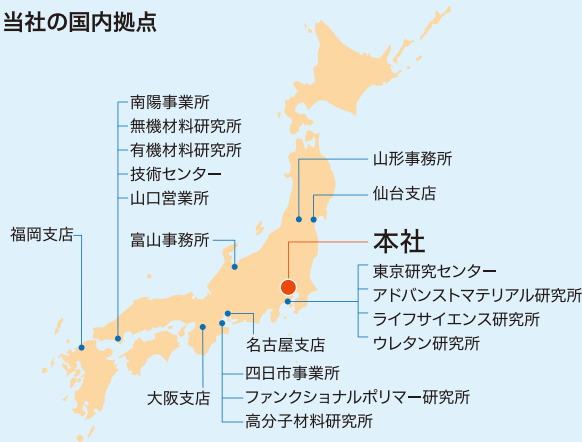 当社の国内拠点
南陽事業所
無機材料研究所
有機材料研究所
技術センター
山口営業所
福岡支店
富山事務所
山形事務所
仙台支店
本社
東京研究センター
アドバンストマテリアル研究所
ライフサイエンス研究所
ウレタン研究所
名古屋支店
四日市事業所
ファンクショナルポリマー研究所
高分子材料研究所
大阪支店